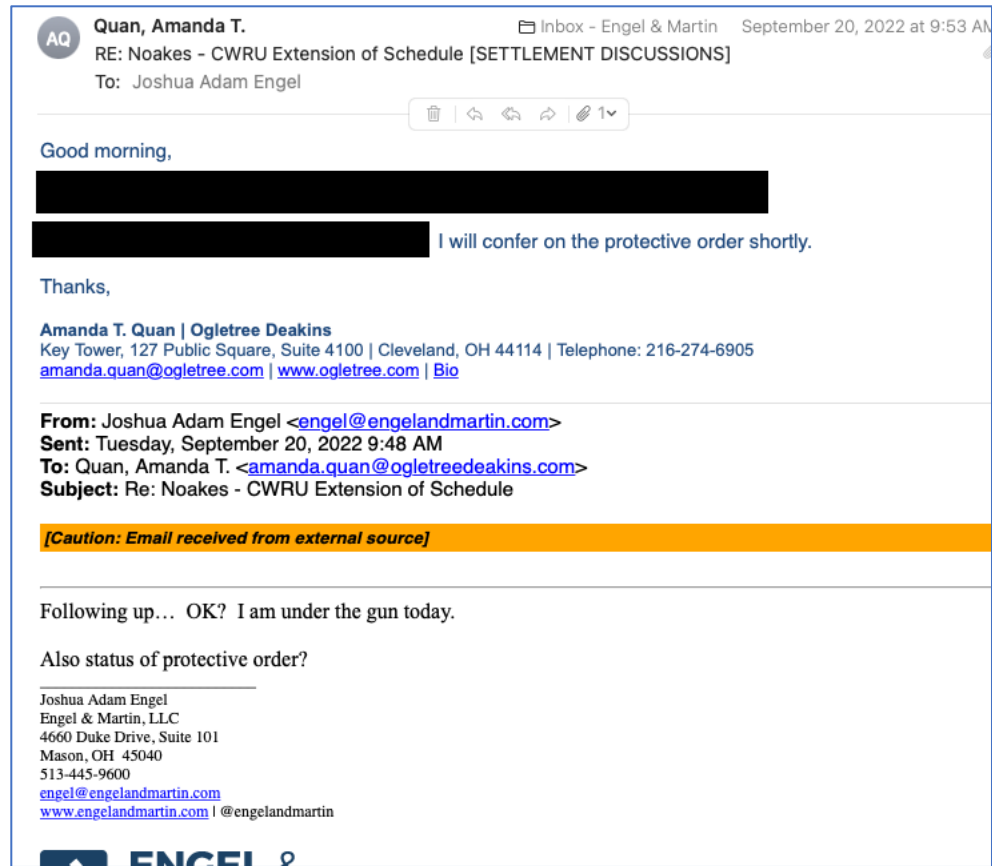 AQ
Quan, Amanda T. Inbox - Engel & Martin September 20, 2022 at 9:53 AM
RE: Noakes - CWRU Extension of Schedule [SETTLEMENT DISCUSSIONS]
To: Joshua Adam Engel
1
Good morning,
I will confer on the protective order shortly.
Thanks,
Amanda T. Quan | Ogletree Deakins
Key Tower, 127 Public Square, Suite 4100 | Cleveland, OH 44114 | Telephone: 216-274-6905
amanda.quan@ogletree.com | www.ogletree.com | Bio
From: Joshua Adam Engel <engel@engelandmartin.com>
Sent: Tuesday, September 20, 2022 9:48 AM
To: Quan, Amanda T. <amanda.quan@ogletreedeakins.com>
Subject: Re: Noakes - CWRU Extension of Schedule
[Caution: Email received from external source]
Following up… OK? I am under the gun today.
Also status of protective order?
Joshua Adam Engel
Engel & Martin, LLC
4660 Duke Drive, Suite 101
Mason, OH 45040
513-445-9600
engel@engelandmartin.com
www.engelandmartin.com | @engelandmartin
ENGEL &